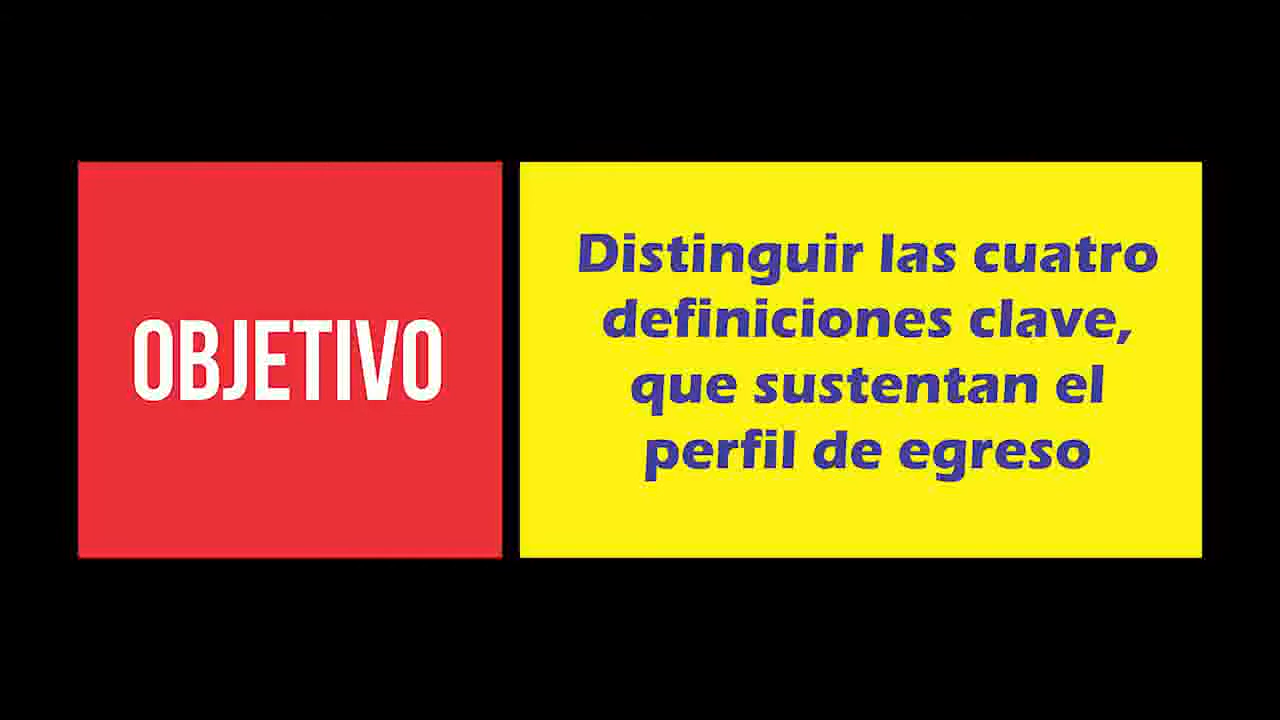 OBJETIVO
Distinguir las cuatro
definiciones clave,
que sustentan el
perfil de egreso